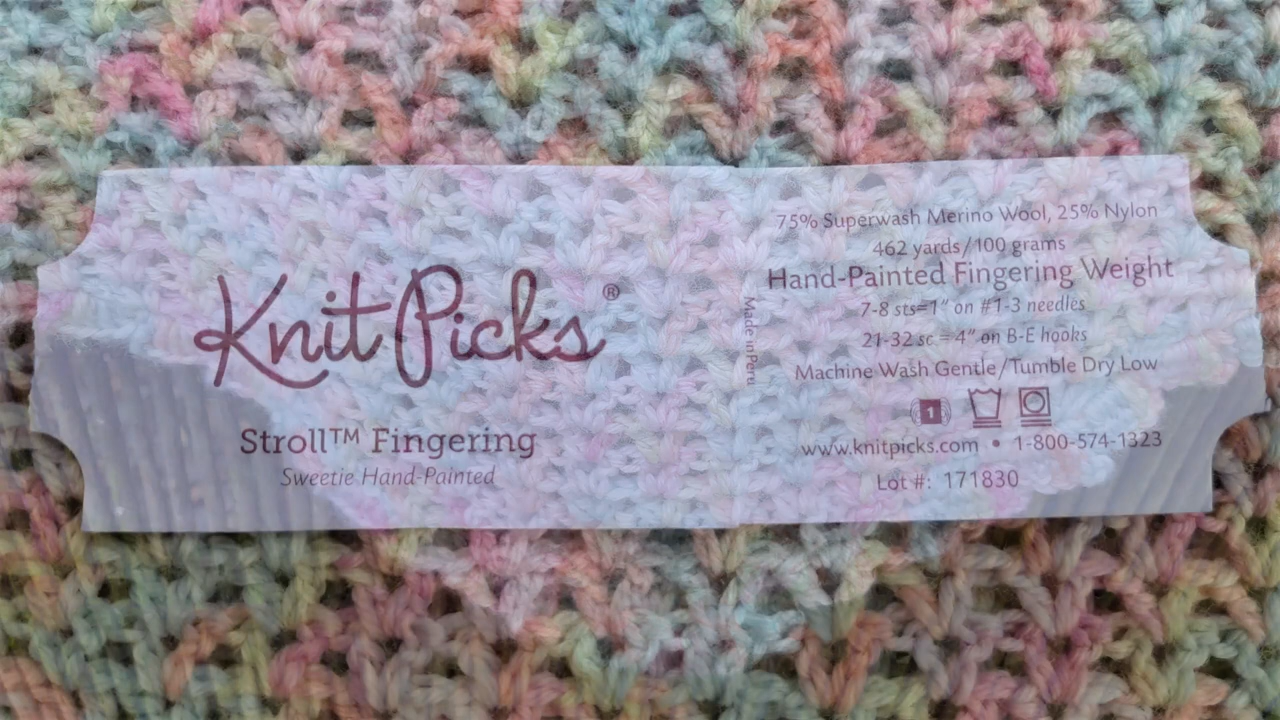 KnitPicks®
Stroll™ Fingering
Sweetie Hand-Painted
Made in Peru
75% Superwash Merino Wool, 25% Nylon
462 yards/100 grams
Hand-Painted Fingering Weight
7-8 sts=1" on #1-3 needles
21-32 sc = 4" on B-E hooks
Machine Wash Gentle/Tumble Dry Low
1
www.knitpicks.com • 1-800-574-1323
Lot #: 171830